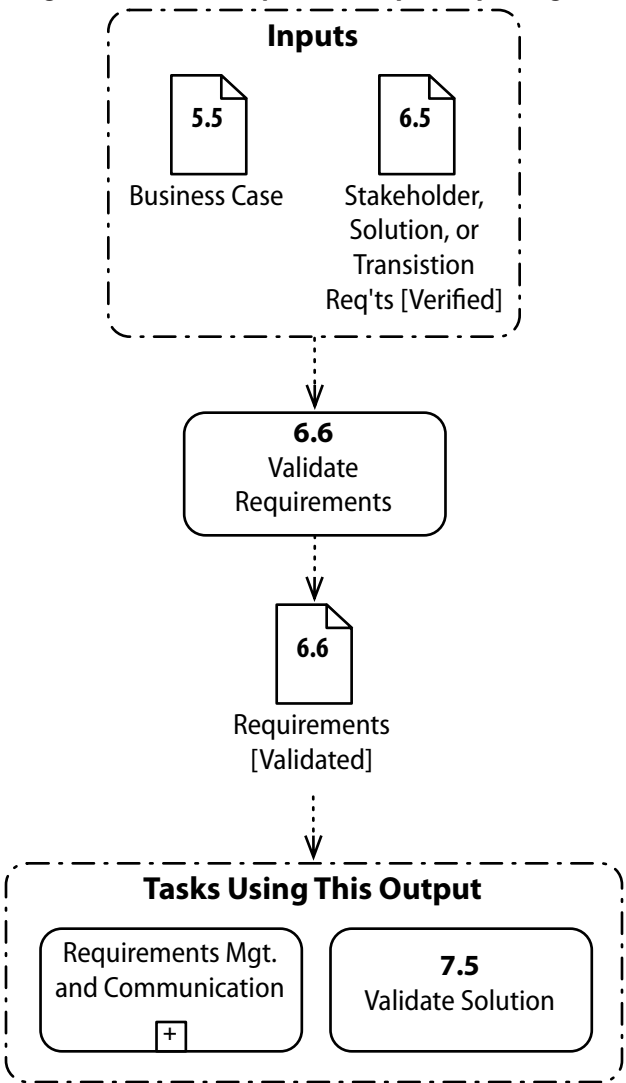 Inputs
5.5
Business Case
6.5
Stakeholder,
Solution, or
Transistion
Req'ts [Verified]
6.6
Validate
Requirements
6.6
Requirements
[Validated]
Tasks Using This Output
Requirements Mgt.
and Communication
+
7.5
Validate Solution